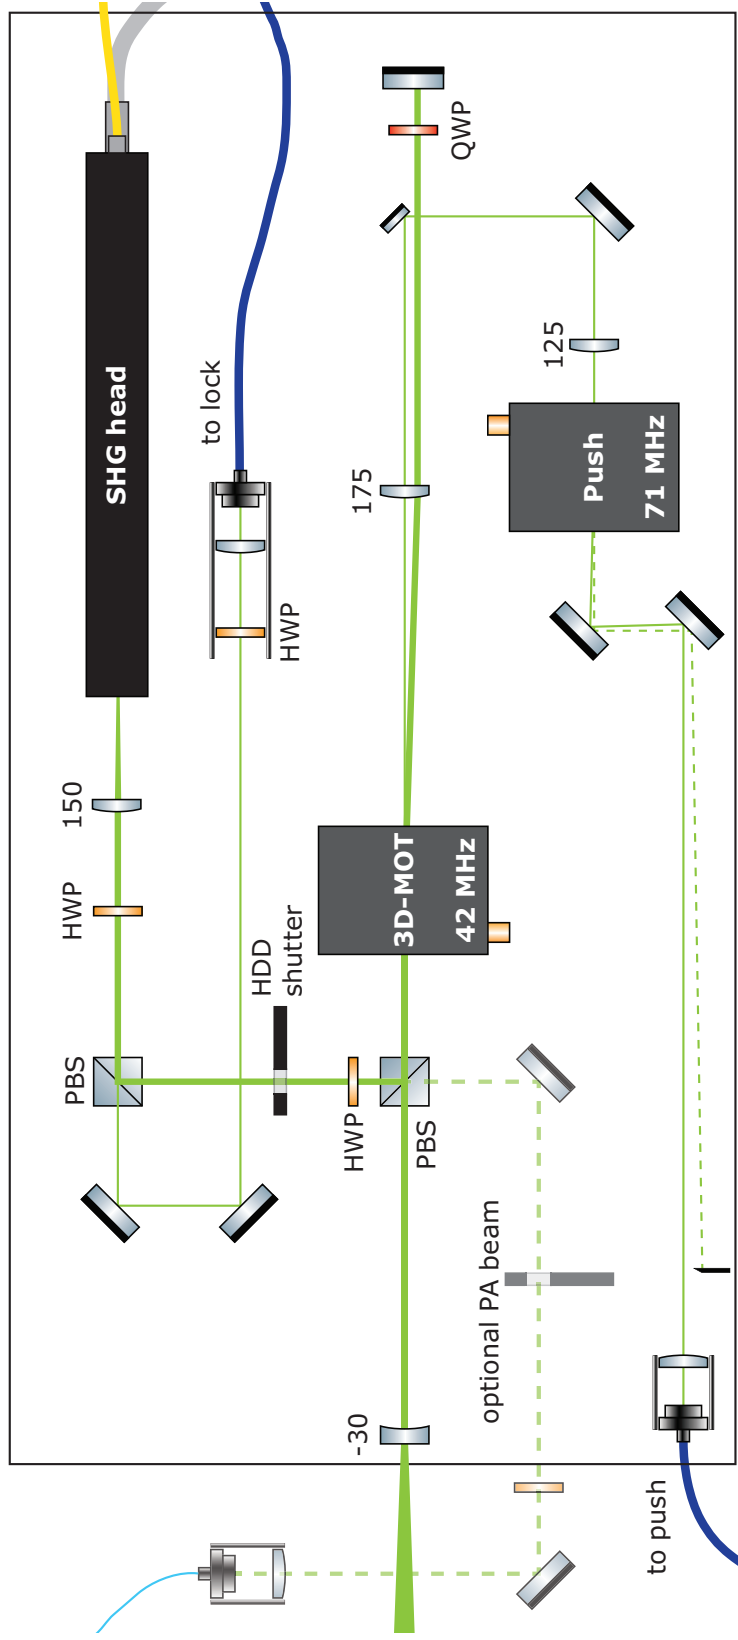 QWP
125
to lock
SHG head
175
Push
71 MHz
HWP
150
HWP
3D-MOT
42 MHz
HDD
shutter
PBS
HWP
PBS
optional PA beam
-30
to push